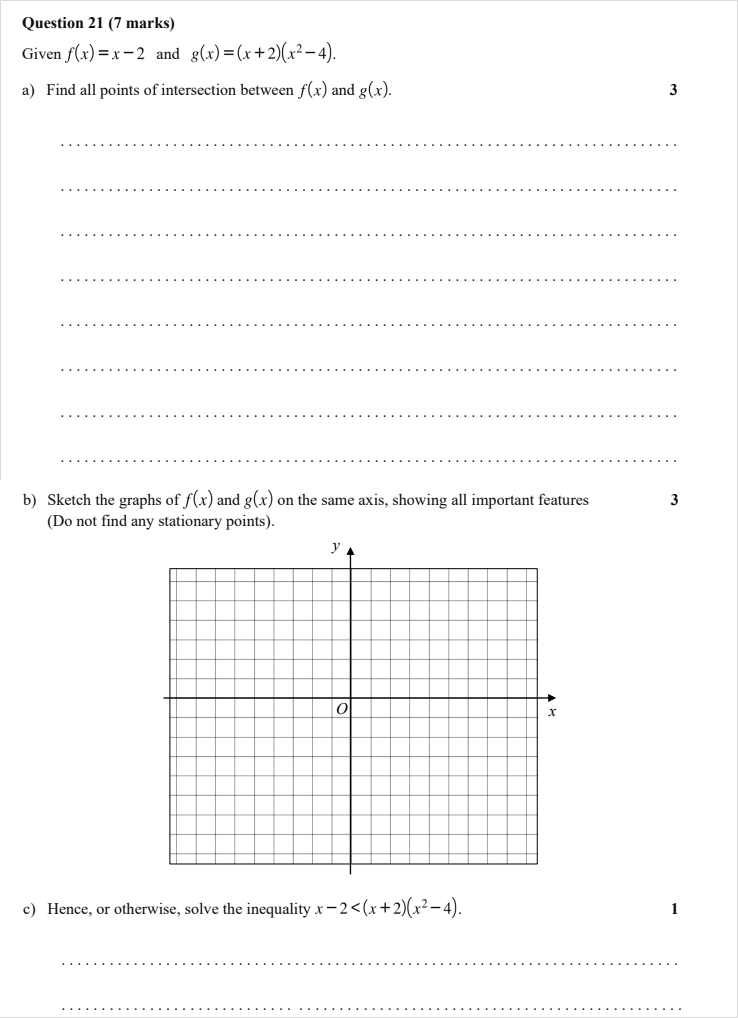 Question 21 (7 marks)
Given f(x) = x − 2 and g(x) = (x + 2)(x² − 4).
a) Find all points of intersection between f(x) and g(x). 3
b) Sketch the graphs of f(x) and g(x) on the same axis, showing all important features 3
(Do not find any stationary points).
y
O
x
c) Hence, or otherwise, solve the inequality x − 2 < (x + 2)(x² − 4). 1